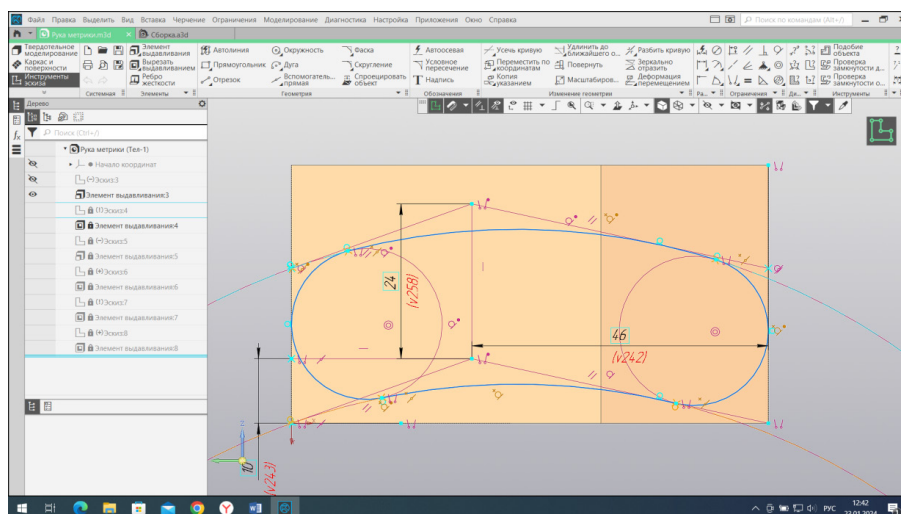 Файл Правка Выделить Вид Вставка Черчение Ограничения Моделирование Диагностика Настройка Приложения Окно Справка
Поиск по командам (Alt+/)
Рука метрики.m3d
Сборка.a3d
Твердотельное моделирование
Каркас и поверхности
Инструменты эскиза
Элемент выдавливания
Вырезать выдавливанием
Ребро жесткости
Автолиния
Прямоугольник
Отрезок
Окружность
Дуга
Вспомогатель... прямая
Фаска
Скругление
Спроецировать объект
Автоосевая
Условное пересечение
Надпись
Усечь кривую
Переместить по координатам
Копия указанием
Удлинить до ближайшего о...
Повернуть
Масштабиров...
Разбить кривую
Зеркально отразить
Деформация перемещением
Подобие объекта
Проверка замкнутости д...
Проверка замкнутости о...
Системная
Элементы
Геометрия
Обозначения
Изменение геометрии
Ра...
Ограничения
Ди...
Инструменты
Дерево
Поиск (Ctrl+/)
Рука метрики (Тел-1)
Начало координат
(-)Эскиз:3
Элемент выдавливания:3
Эскиз:4
Элемент выдавливания:4
(-)Эскиз:5
Элемент выдавливания:5
Эскиз:6
Элемент выдавливания:6
Эскиз:7
Элемент выдавливания:7
Эскиз:8
Элемент выдавливания:8
24
(v258)
46
(v242)
10
(v243)
РУС
12:42
23.01.2024